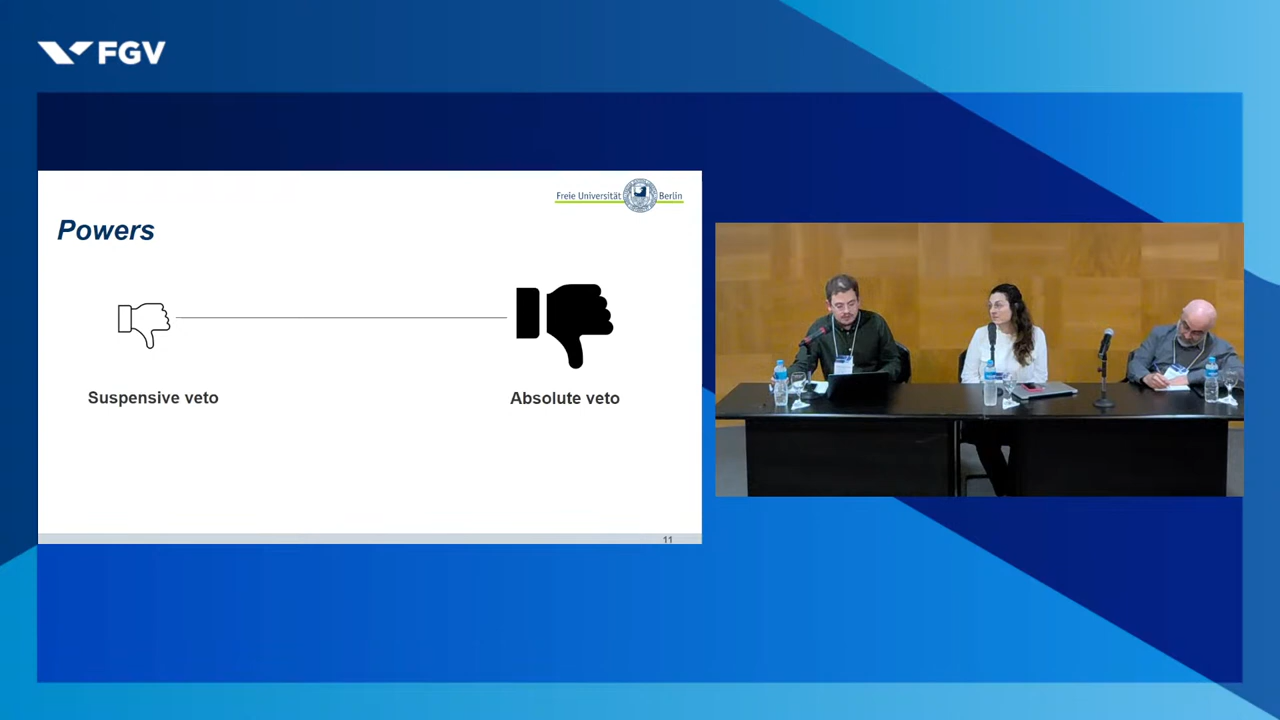 FGV
Freie Universität Berlin
Powers
Suspensive veto
Absolute veto
11